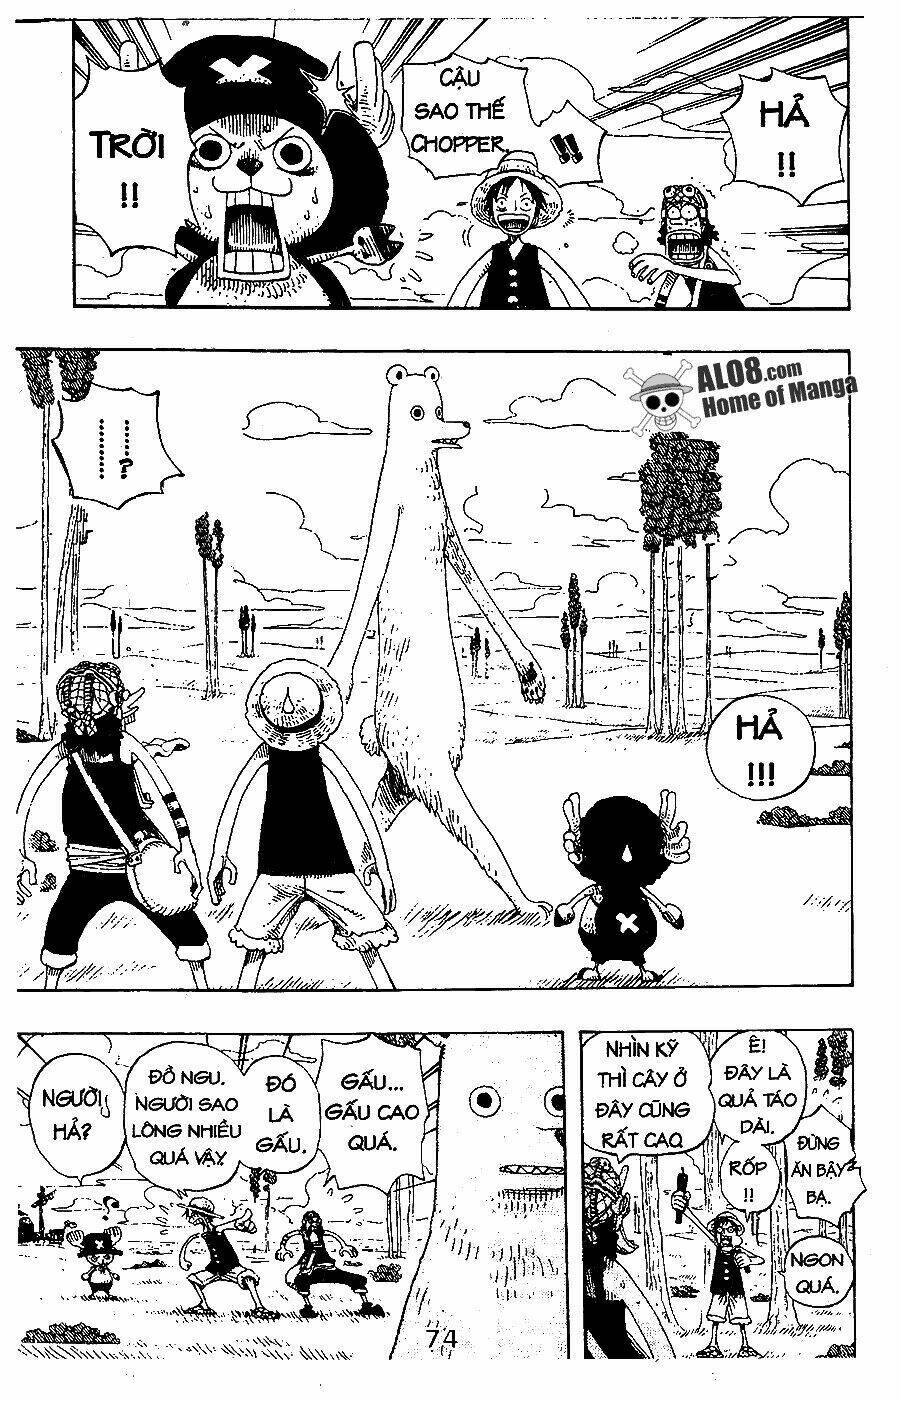 TRỜI
!!
CẬU
SAO THẾ
CHOPPER.
!!
HẢ
!!
AL08.com
Home of Manga
......
......?
HẢ
!!!
NGƯỜI
HẢ?
ĐỒ NGU.
NGƯỜI SAO
LÔNG NHIỀU
QUÁ VẬY.
ĐÓ
LÀ
GẤU.
GẤU...
GẤU CAO
QUÁ.
NHÌN KỸ
THÌ CÂY Ở
ĐÂY CŨNG
RẤT CAO.
Ê!
ĐÂY LÀ
QUẢ TÁO
DÀI.
RỐP
!!
ĐỪNG
ĂN BẬY
BẠ.
NGON
QUÁ.
74